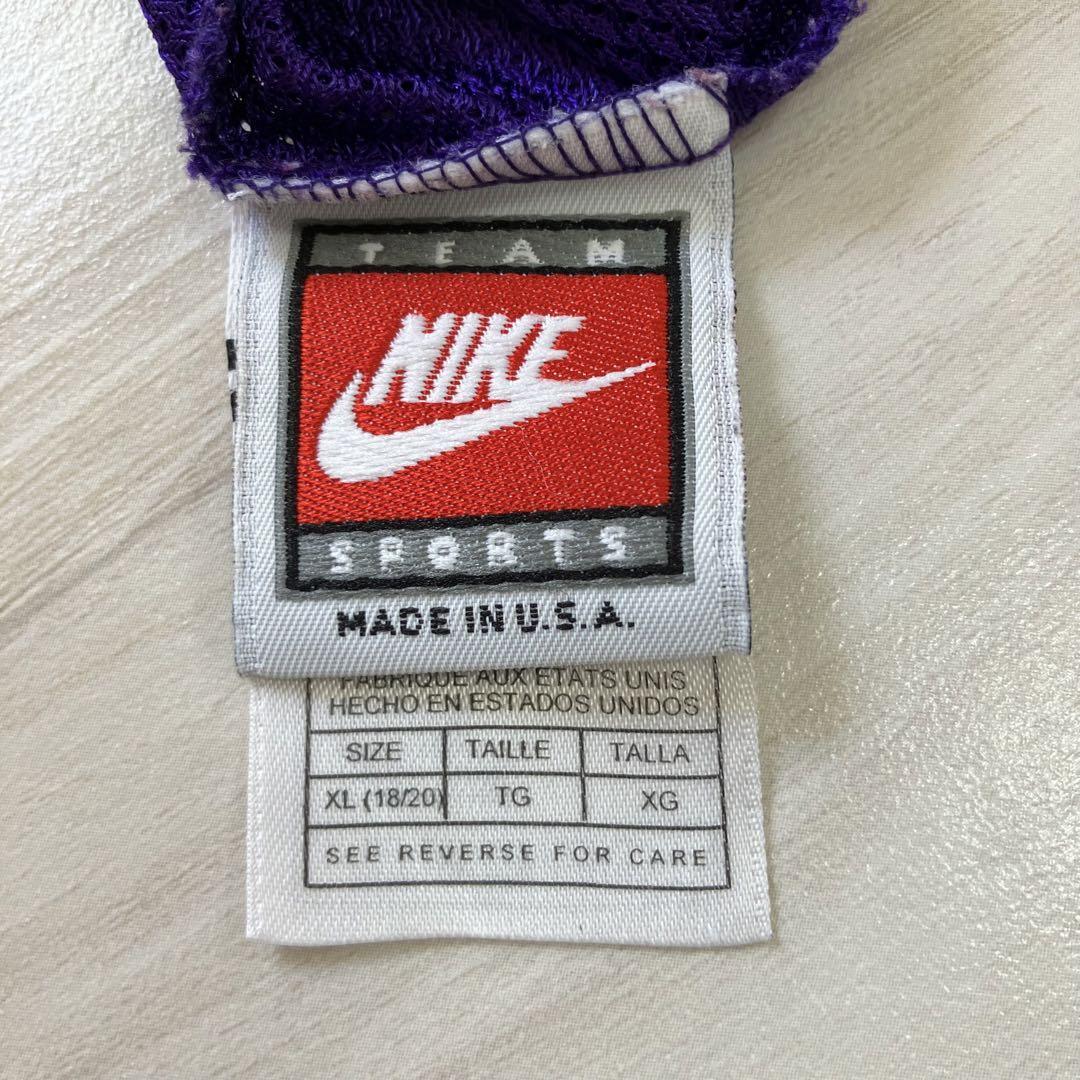 TEAM
NIKE
SPORTS
MADE IN U.S.A.
FABRIQUE AUX ETATS UNIS
HECHO EN ESTADOS UNIDOS
SIZE TAILLE TALLA
XL (18/20) TG XG
SEE REVERSE FOR CARE